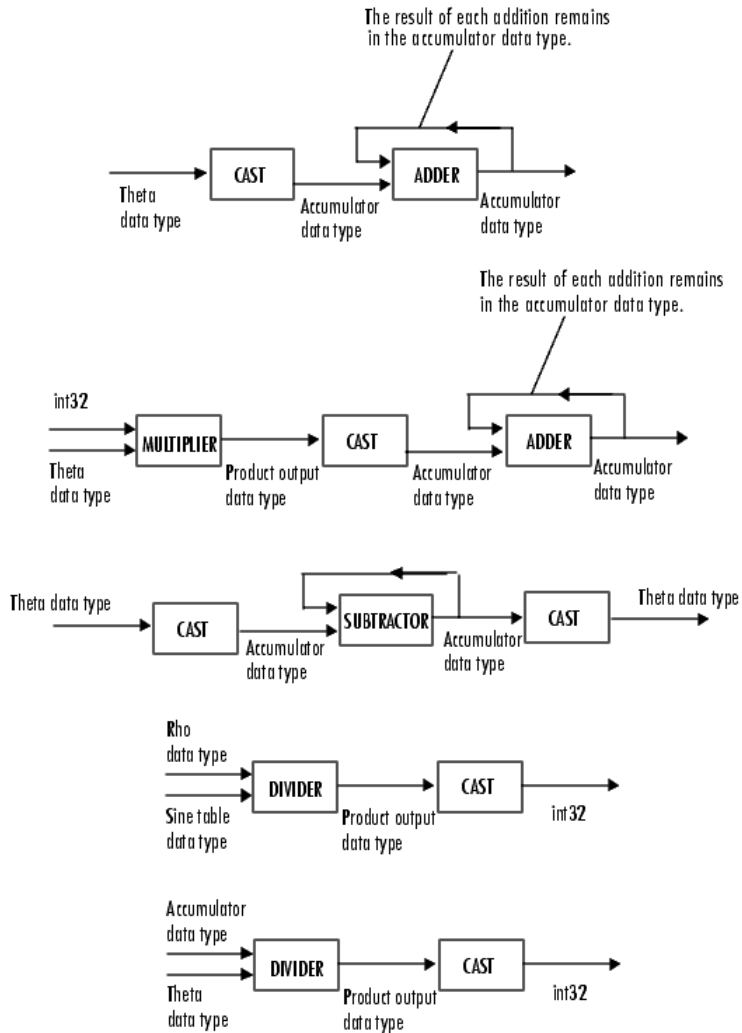 The result of each addition remains
in the accumulator data type.
CAST
ADDER
Theta
data type
Accumulator
data type
Accumulator
data type
The result of each addition remains
in the accumulator data type.
int32
MULTIPLIER
CAST
ADDER
Theta
data type
Product output
data type
Accumulator
data type
Accumulator
data type
Theta data type
CAST
SUBTRACTOR
CAST
Theta data type
Accumulator
data type
Accumulator
data type
Rho
data type
DIVIDER
CAST
Sine table
data type
Product output
data type
int32
Accumulator
data type
DIVIDER
CAST
Theta
data type
Product output
data type
int32